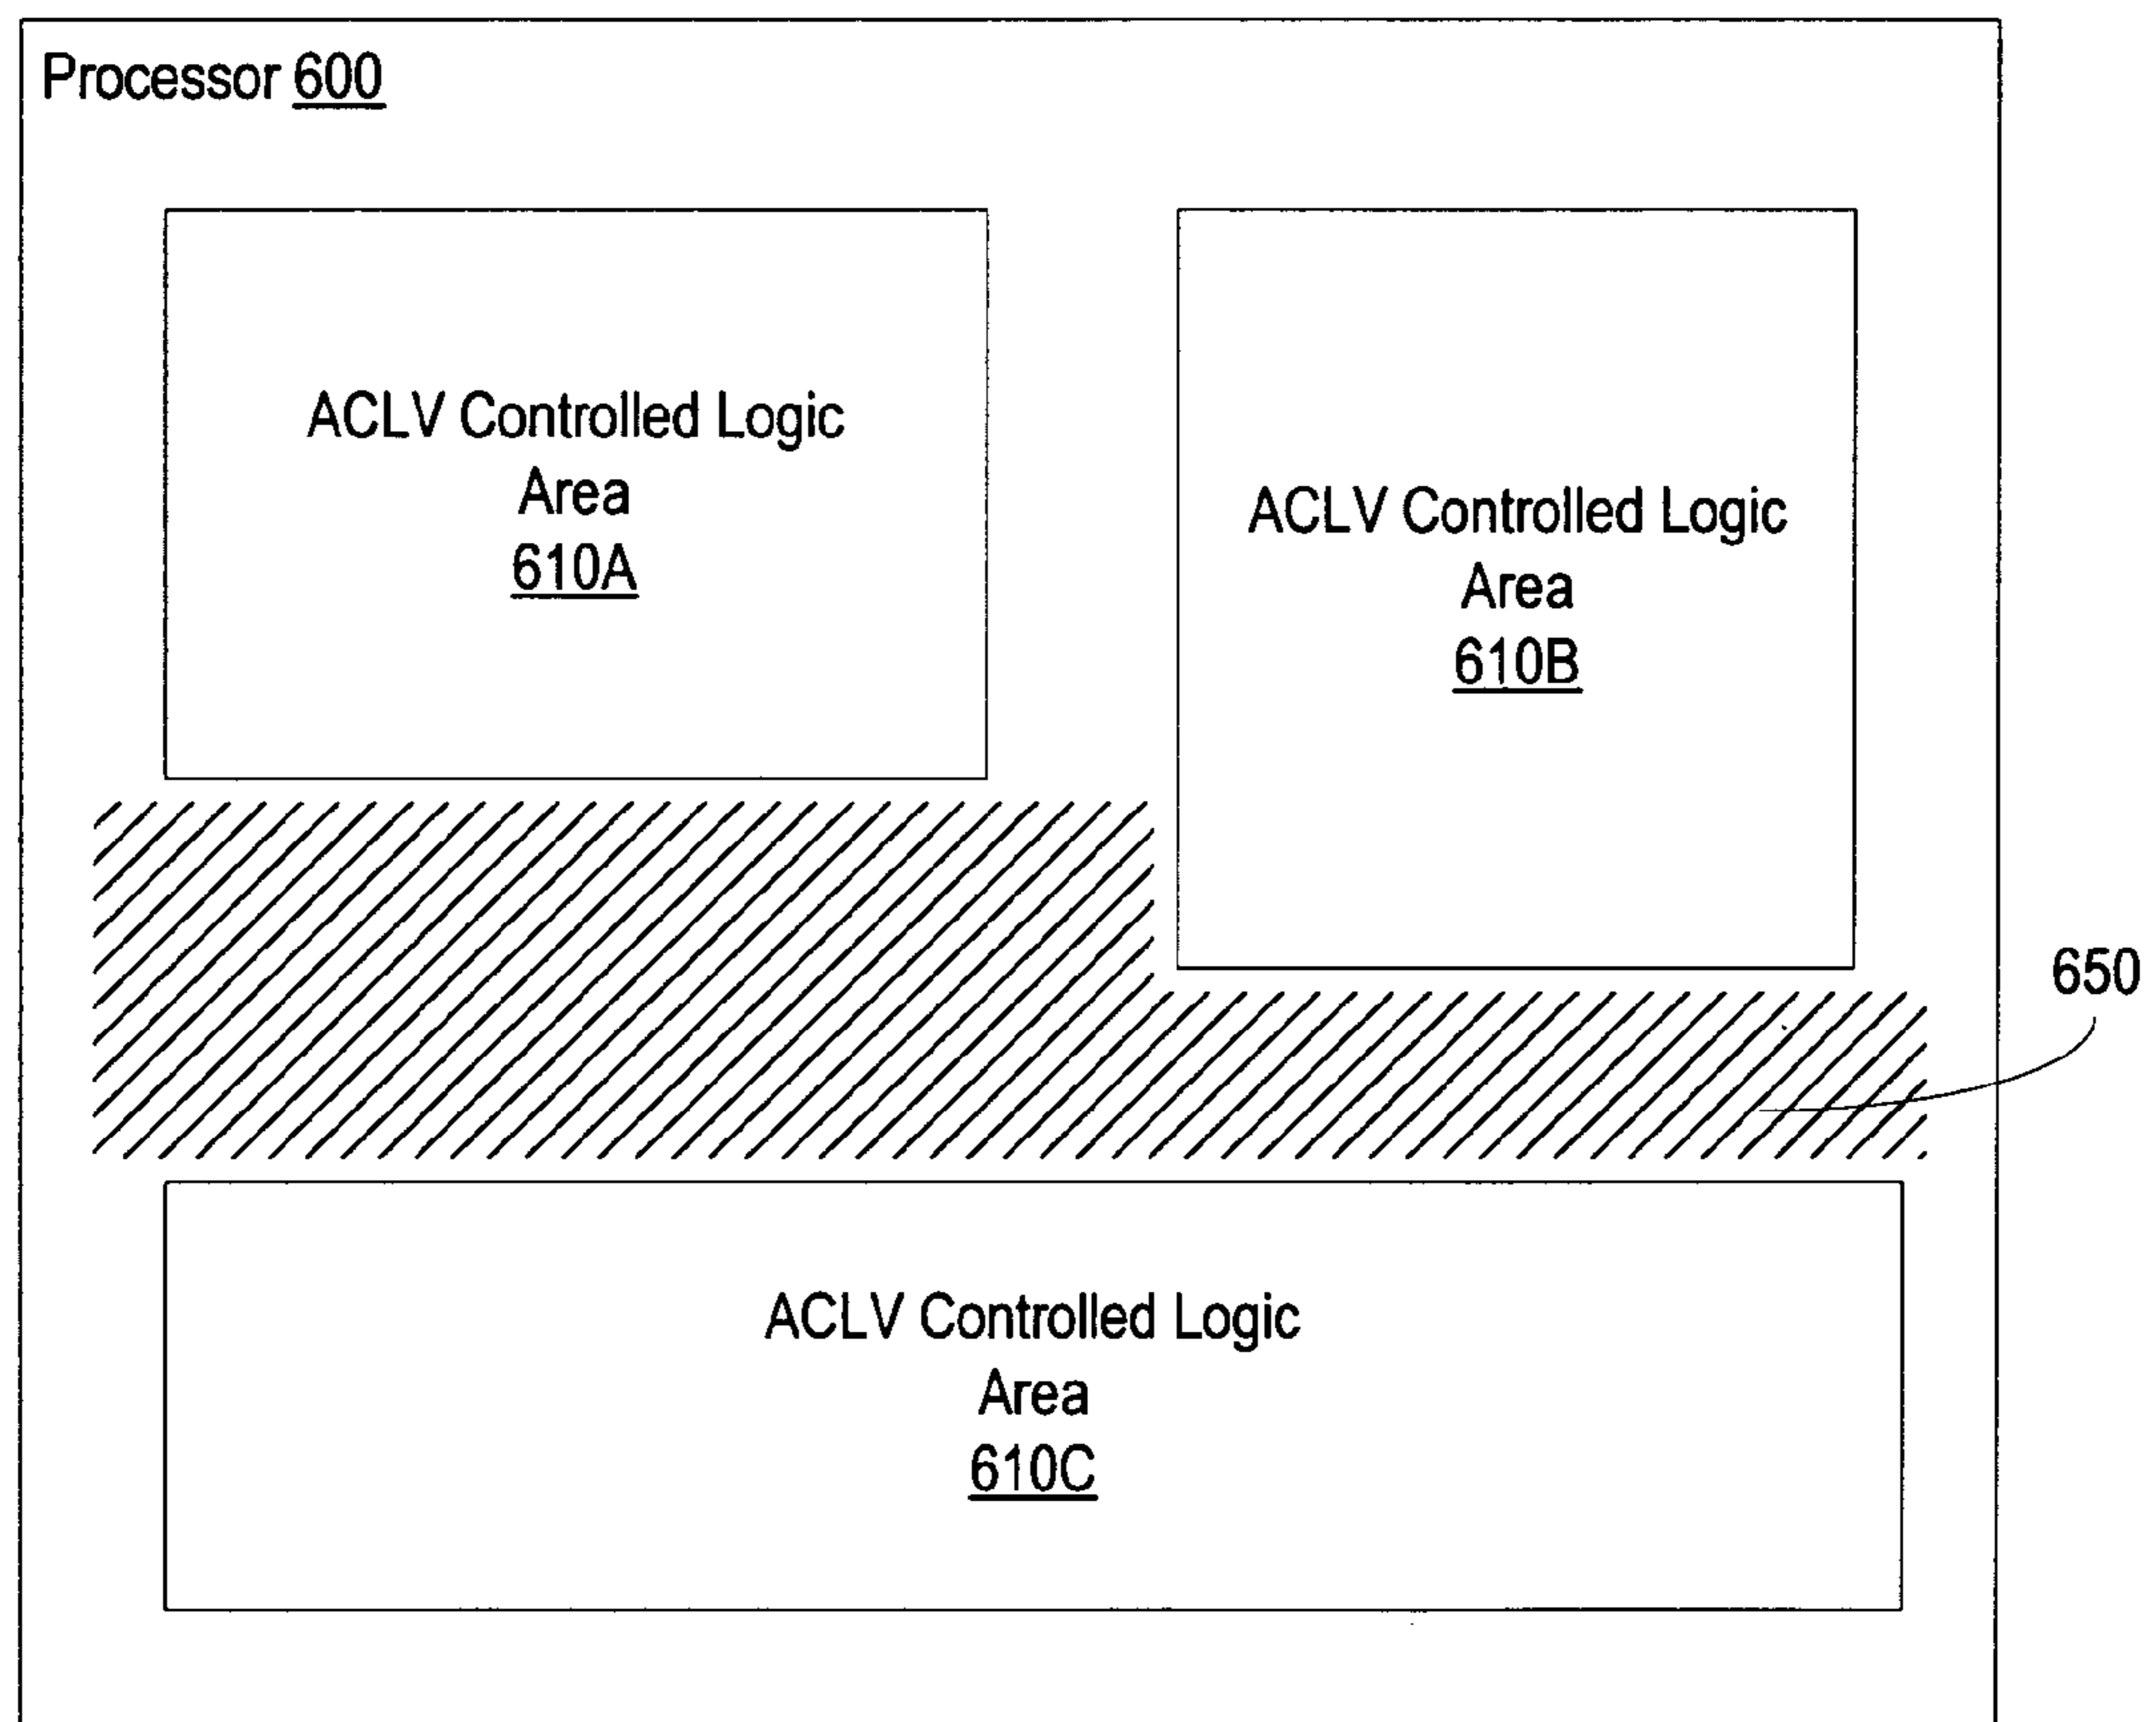 Processor 600
ACLV Controlled Logic
Area
610A
ACLV Controlled Logic
Area
610B
650
ACLV Controlled Logic
Area
610C